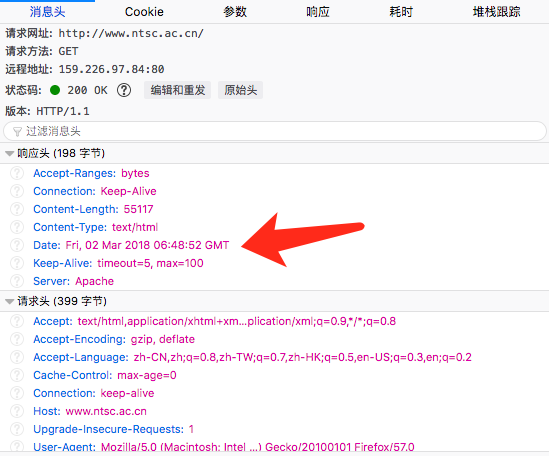 消息头 Cookie 参数 响应 耗时 堆栈跟踪
请求网址: http://www.ntsc.ac.cn/
请求方法: GET
远程地址: 159.226.97.84:80
状态码: 200 OK ? 编辑和重发 原始头
版本: HTTP/1.1
过滤消息头
响应头 (198 字节)
? Accept-Ranges: bytes
? Connection: Keep-Alive
? Content-Length: 55117
? Content-Type: text/html
? Date: Fri, 02 Mar 2018 06:48:52 GMT
? Keep-Alive: timeout=5, max=100
? Server: Apache
请求头 (399 字节)
? Accept: text/html,application/xhtml+xm…plication/xml;q=0.9,*/*;q=0.8
? Accept-Encoding: gzip, deflate
? Accept-Language: zh-CN,zh;q=0.8,zh-TW;q=0.7,zh-HK;q=0.5,en-US;q=0.3,en;q=0.2
? Cache-Control: max-age=0
? Connection: keep-alive
? Host: www.ntsc.ac.cn
? Upgrade-Insecure-Requests: 1
? User-Agent: Mozilla/5.0 (Macintosh; Intel …) Gecko/20100101 Firefox/57.0